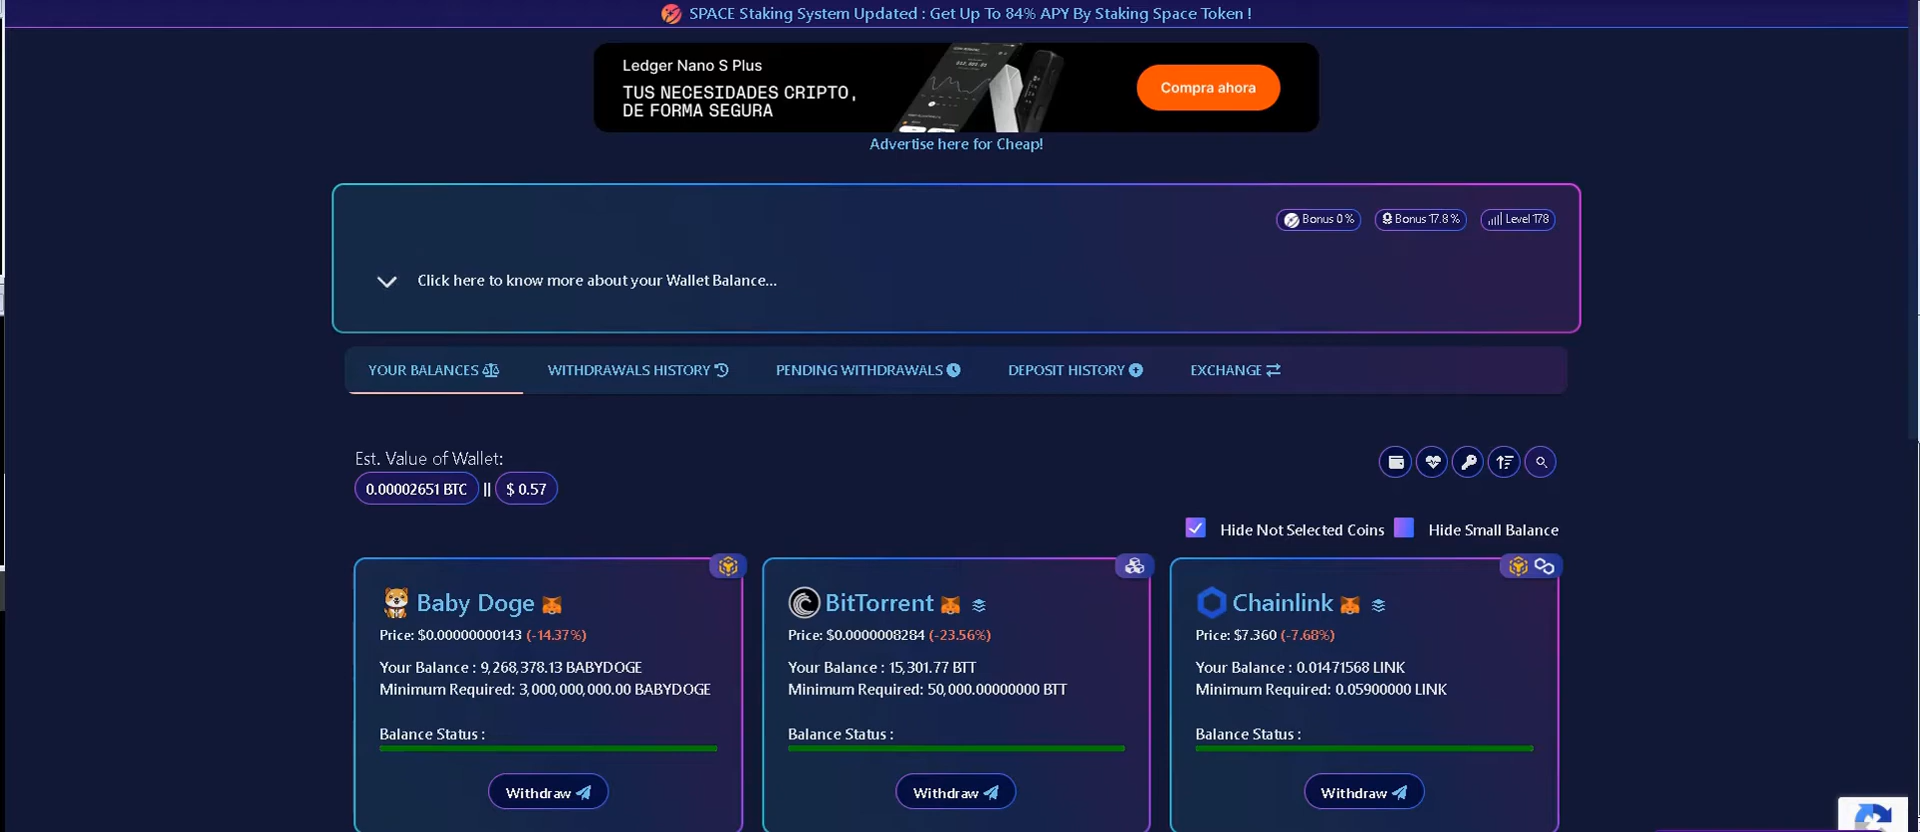 SPACE Staking System Updated : Get Up To 84% APY By Staking Space Token !
Ledger Nano S Plus
TUS NECESIDADES CRIPTO,
DE FORMA SEGURA
Compra ahora
Advertise here for Cheap!
Bonus 0 % Bonus 17.8 % Level 178
Click here to know more about your Wallet Balance...
YOUR BALANCES WITHDRAWALS HISTORY PENDING WITHDRAWALS DEPOSIT HISTORY EXCHANGE
Est. Value of Wallet:
0.00002651 BTC || $ 0.57
Hide Not Selected Coins Hide Small Balance
Baby Doge
Price: $0.00000000143 (-14.37%)
Your Balance : 9,268,378.13 BABYDOGE
Minimum Required: 3,000,000,000.00 BABYDOGE
Balance Status :
Withdraw
BitTorrent
Price: $0.0000008284 (-23.56%)
Your Balance : 15,301.77 BTT
Minimum Required: 50,000.00000000 BTT
Balance Status :
Withdraw
Chainlink
Price: $7.360 (-7.68%)
Your Balance : 0.01471568 LINK
Minimum Required: 0.05900000 LINK
Balance Status :
Withdraw